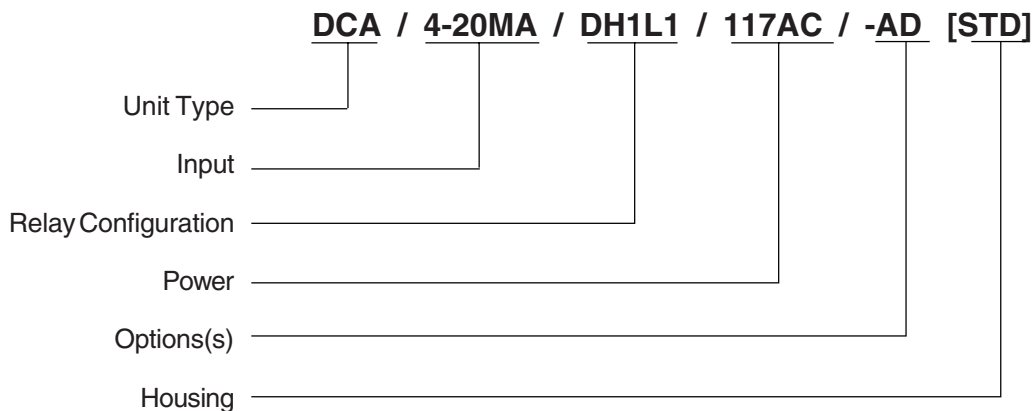 DCA / 4-20MA / DH1L1 / 117AC / -AD [STD]
Unit Type
Input
Relay Configuration
Power
Options(s)
Housing